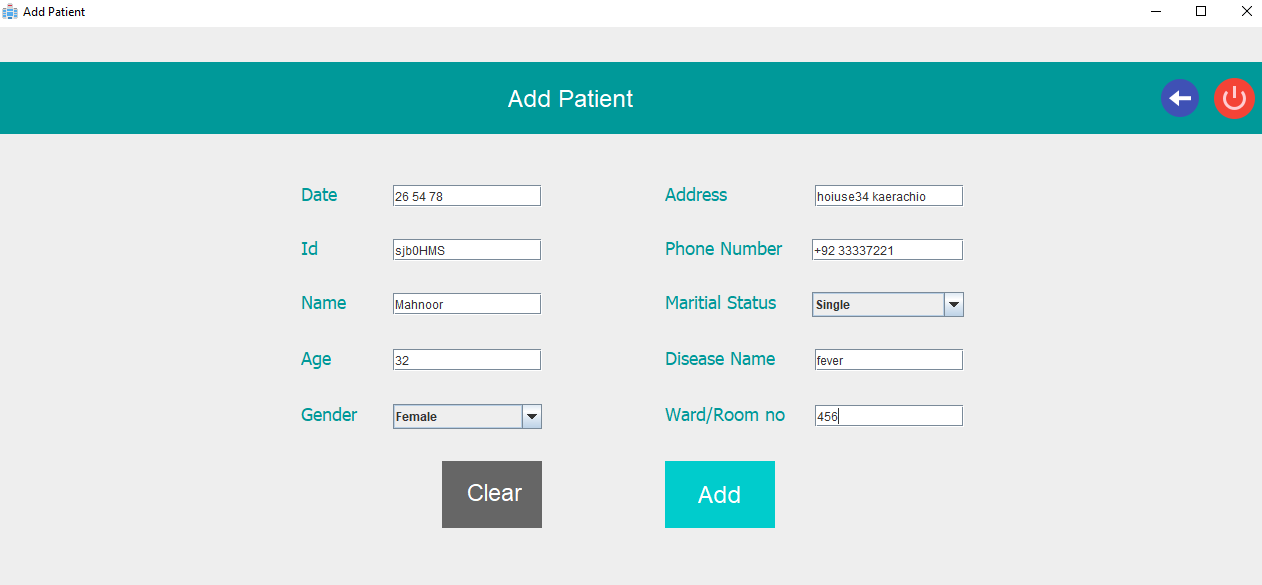 Add Patient
Add Patient
Date 26 54 78 Address hoiuse34 kaerachio
Id sjb0HMS Phone Number +92 33337221
Name Mahnoor Maritial Status Single
Age 32 Disease Name fever
Gender Female Ward/Room no 456
Clear Add